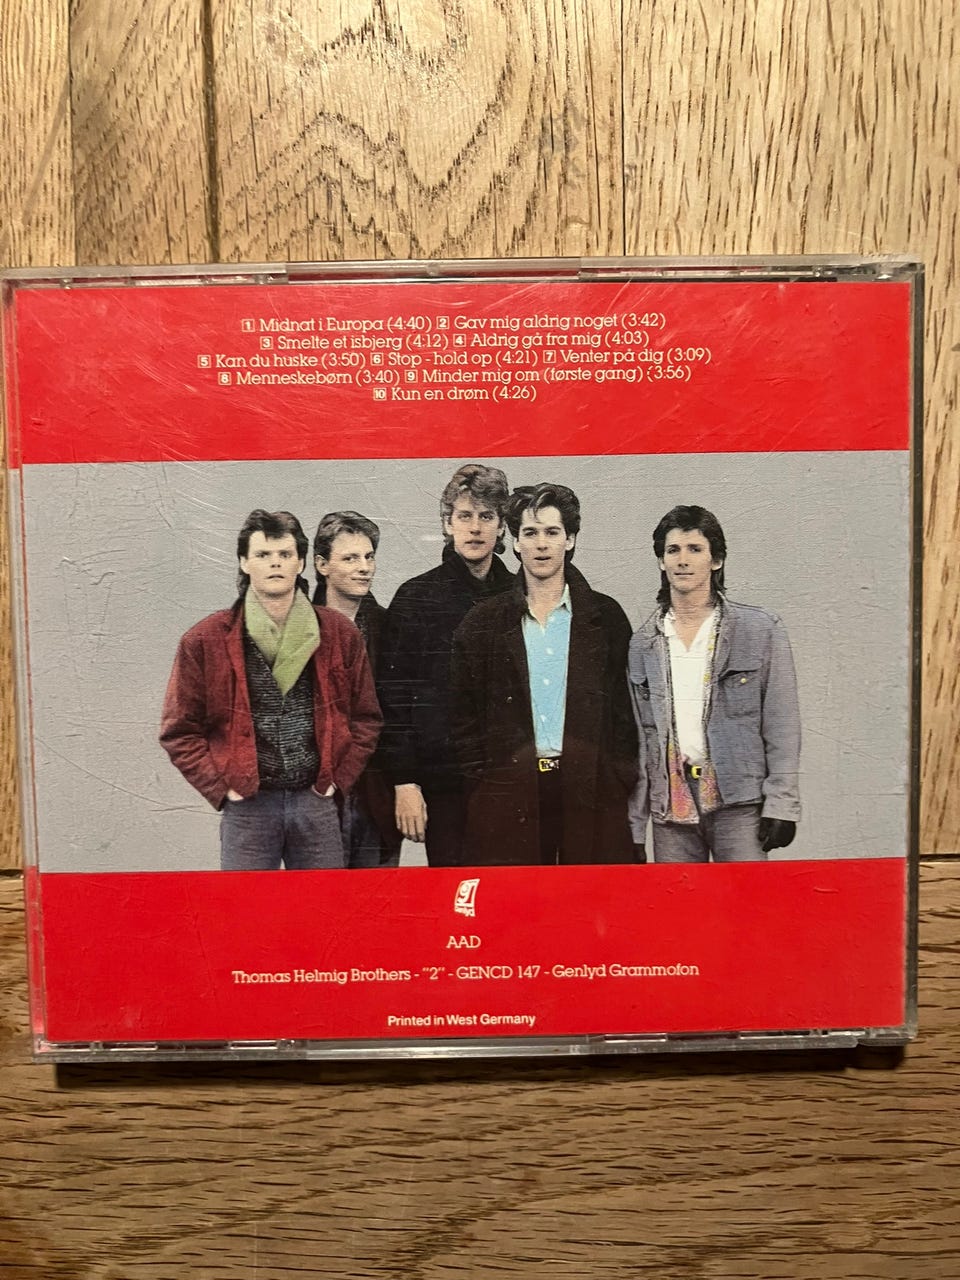 1 Midnat i Europa (4:40) 2 Gav mig aldrig noget (3:42)
3 Smelte et isbjerg (4:12) 4 Aldrig gå fra mig (4:03)
5 Kan du huske (3:50) 6 Stop - hold op (4:21) 7 Venter på dig (3:09)
8 Menneskebørn (3:40) 9 Minder mig om (første gang) (3:56)
10 Kun en drøm (4:26)
Genlyd
AAD
Thomas Helmig Brothers - "2" - GENCD 147 - Genlyd Grammofon
Printed in West Germany